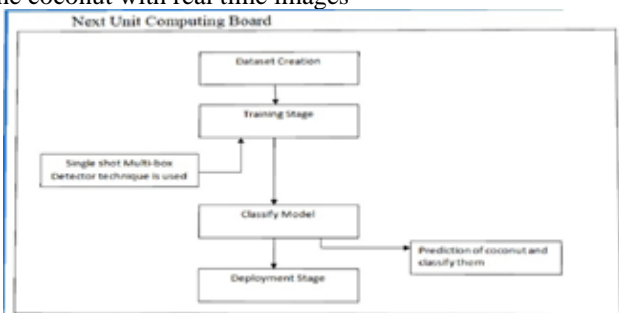 the coconut with real time images
Next Unit Computing Board
Dataset Creation
Training Stage
Single shot Multi-box
Detector technique is used
Classify Model
Prediction of coconut and
classify them
Deployment Stage